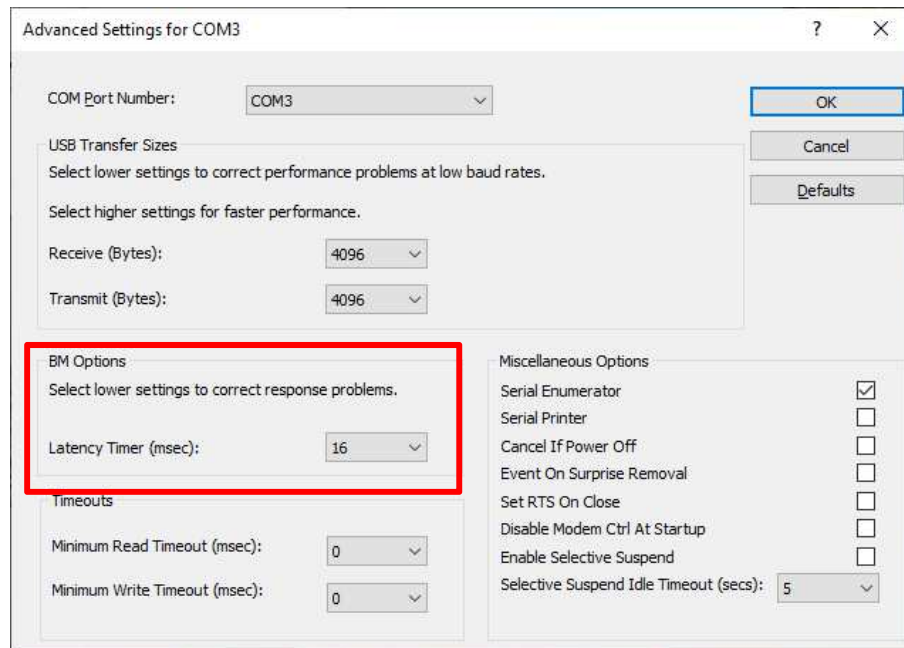 Advanced Settings for COM3
?
COM Port Number:
COM3
OK
Cancel
Defaults
USB Transfer Sizes
Select lower settings to correct performance problems at low baud rates.
Select higher settings for faster performance.
Receive (Bytes):
4096
Transmit (Bytes):
4096
BM Options
Select lower settings to correct response problems.
Latency Timer (msec):
16
Timeouts
Minimum Read Timeout (msec):
0
Minimum Write Timeout (msec):
0
Miscellaneous Options
Serial Enumerator
Serial Printer
Cancel If Power Off
Event On Surprise Removal
Set RTS On Close
Disable Modem Ctrl At Startup
Enable Selective Suspend
Selective Suspend Idle Timeout (secs):
5